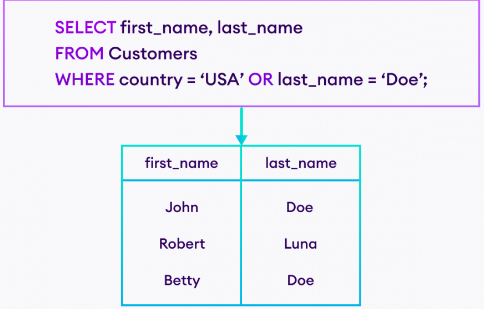 SELECT first_name, last_name
FROM Customers
WHERE country = ‘USA’ OR last_name = ‘Doe’;
first_name last_name
John Doe
Robert Luna
Betty Doe